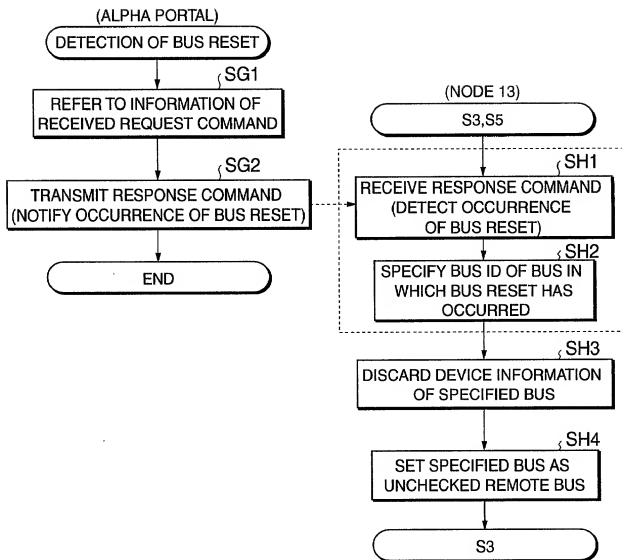 (ALPHA PORTAL)
DETECTION OF BUS RESET
SG1
REFER TO INFORMATION OF
RECEIVED REQUEST COMMAND
SG2
TRANSMIT RESPONSE COMMAND
(NOTIFY OCCURRENCE OF BUS RESET)
END
(NODE 13)
S3,S5
SH1
RECEIVE RESPONSE COMMAND
(DETECT OCCURRENCE
OF BUS RESET)
SH2
SPECIFY BUS ID OF BUS IN
WHICH BUS RESET HAS
OCCURRED
SH3
DISCARD DEVICE INFORMATION
OF SPECIFIED BUS
SH4
SET SPECIFIED BUS AS
UNCHECKED REMOTE BUS
S3